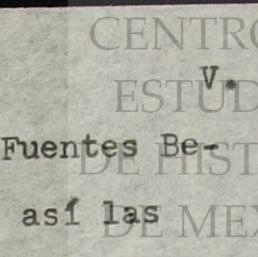 CENTRO
V.
ESTUD
Fuentes Be-
DE HIST
así las
DE MEX